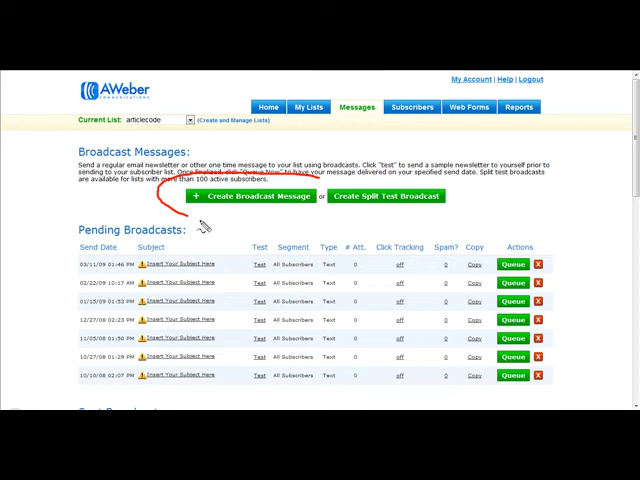 My Account | Help | Logout
AWeber
COMMUNICATIONS
Home My Lists Messages Subscribers Web Forms Reports
Current List: articlecode (Create and Manage Lists)
Broadcast Messages:
Send a regular email newsletter or other one time message to your list using broadcasts. Click "test" to send a sample newsletter to yourself prior to
sending to your subscriber list. Once finalized, click "Queue Now" to have your message delivered on your specified send date. Split test broadcasts
are available for lists with more than 100 active subscribers.
+ Create Broadcast Message or Create Split Test Broadcast
Pending Broadcasts:
Send Date Subject Test Segment Type # Att. Click Tracking Spam? Copy Actions
03/11/09 01:46 PM Insert Your Subject Here Test All Subscribers Text 0 off 0 Copy Queue X
02/22/09 10:17 AM Insert Your Subject Here Test All Subscribers Text 0 off 0 Copy Queue X
01/15/09 01:53 PM Insert Your Subject Here Test All Subscribers Text 0 off 0 Copy Queue X
12/27/08 02:23 PM Insert Your Subject Here Test All Subscribers Text 0 off 0 Copy Queue X
11/05/08 01:50 PM Insert Your Subject Here Test All Subscribers Text 0 off 0 Copy Queue X
10/27/08 01:29 PM Insert Your Subject Here Test All Subscribers Text 0 off 0 Copy Queue X
10/10/08 02:07 PM Insert Your Subject Here Test All Subscribers Text 0 off 0 Copy Queue X